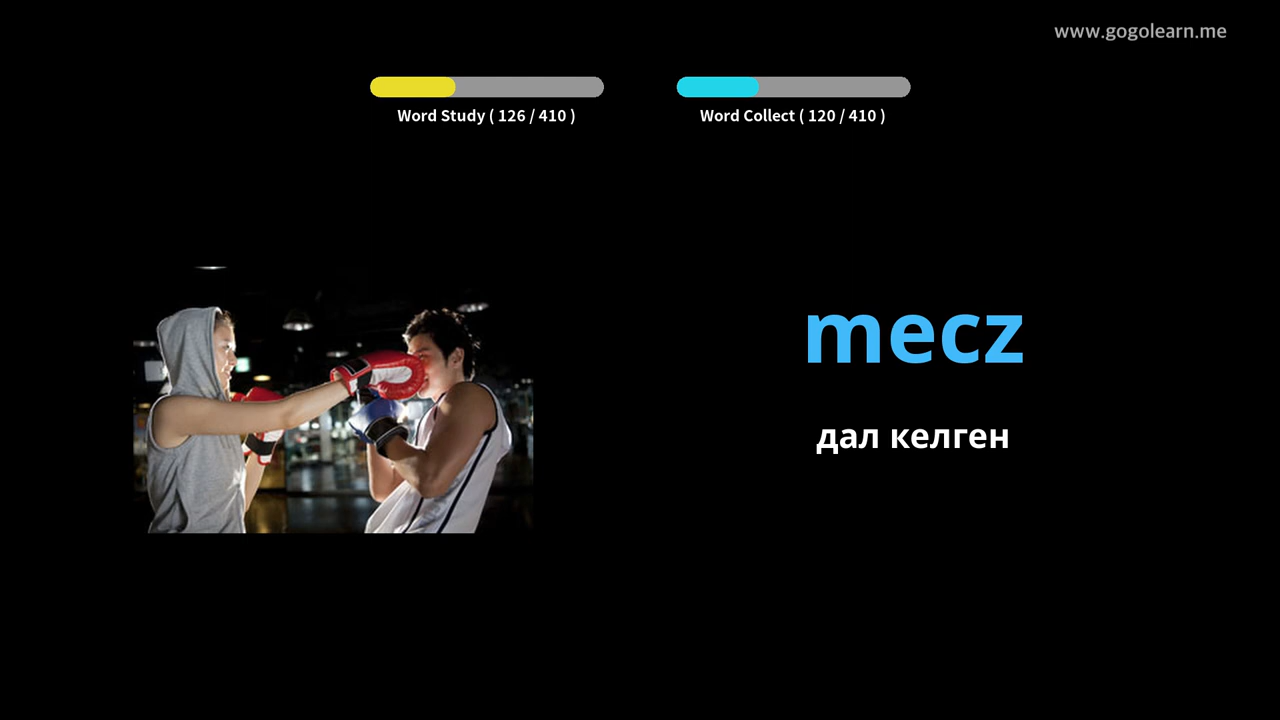 www.gogolearn.me
Word Study ( 126 / 410 )
Word Collect ( 120 / 410 )
mecz
дал келген